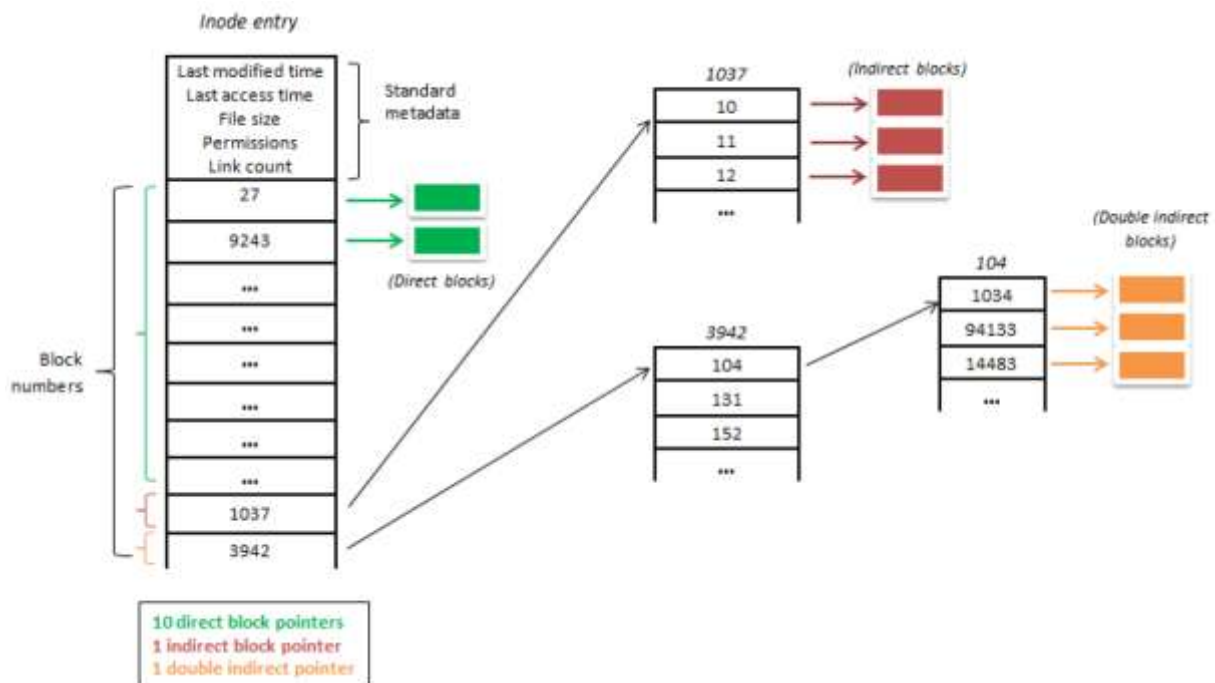 Inode entry
Last modified time
Last access time
File size
Permissions
Link count
Standard
metadata
27
9243
(Direct blocks)
...
...
...
...
...
...
1037
3942
Block
numbers
10 direct block pointers
1 indirect block pointer
1 double indirect pointer
1037
(Indirect blocks)
10
11
12
...
3942
104
131
152
...
(Double indirect
blocks)
104
1034
94133
14483
...